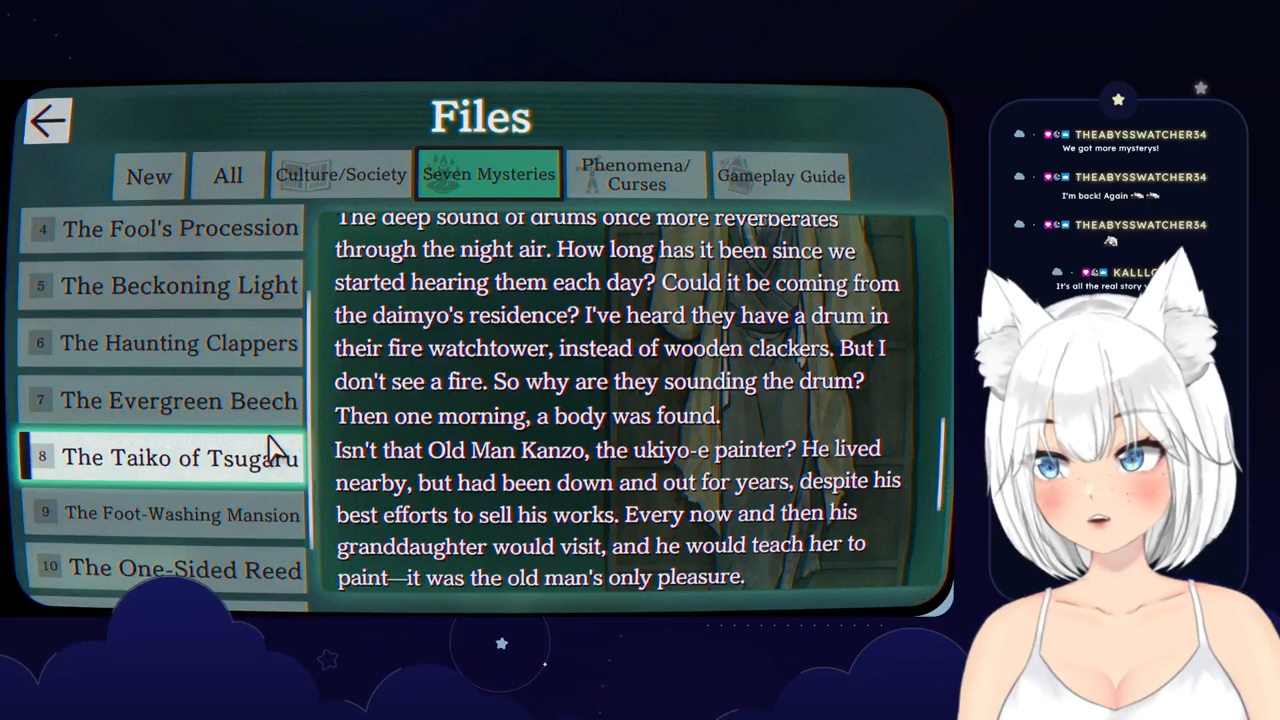 Files
New
All
Culture/Society
Seven Mysteries
Phenomena/
Curses
Gameplay Guide
4 The Fool's Procession
5 The Beckoning Light
6 The Haunting Clappers
7 The Evergreen Beech
8 The Taiko of Tsugaru
9 The Foot-Washing Mansion
10 The One-Sided Reed
The deep sound of drums once more reverberates
through the night air. How long has it been since we
started hearing them each day? Could it be coming from
the daimyo's residence? I've heard they have a drum in
their fire watchtower, instead of wooden clackers. But I
don't see a fire. So why are they sounding the drum?
Then one morning, a body was found.
Isn't that Old Man Kanzo, the ukiyo-e painter? He lived
nearby, but had been down and out for years, despite his
best efforts to sell his works. Every now and then his
granddaughter would visit, and he would teach her to
paint—it was the old man's only pleasure.
THEABYSSWATCHER34
We got more mysterys!
THEABYSSWATCHER34
I'm back! Again
THEABYSSWATCHER34
It's all the real story